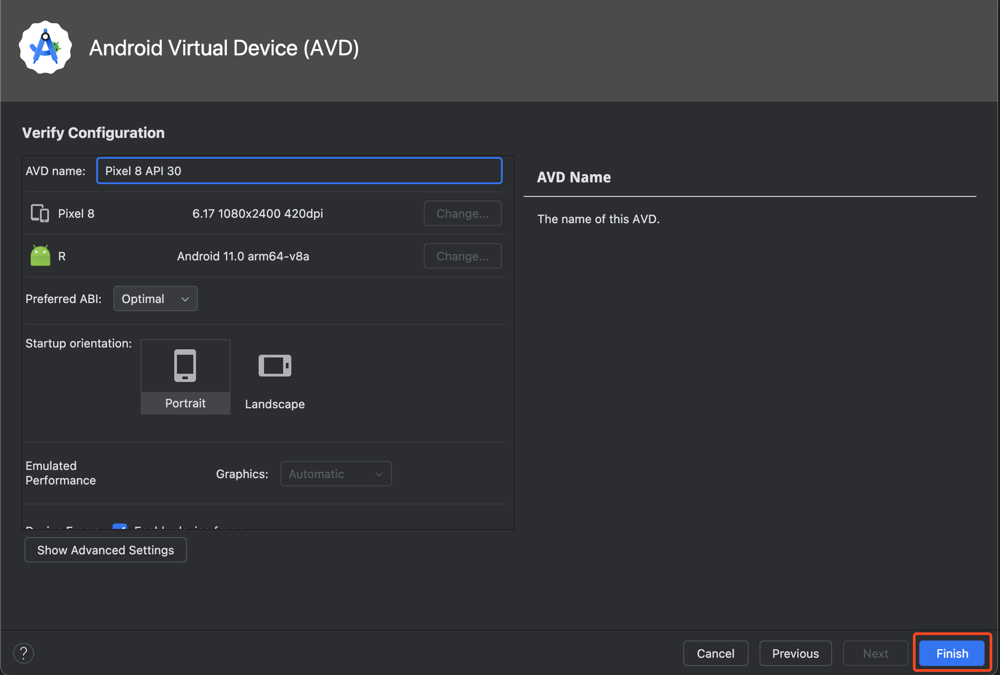 Android Virtual Device (AVD)
Verify Configuration
AVD name: Pixel 8 API 30
Pixel 8 6.17 1080x2400 420dpi Change...
R Android 11.0 arm64-v8a Change...
Preferred ABI: Optimal
Startup orientation:
Portrait
Landscape
Emulated
Performance
Graphics: Automatic
Show Advanced Settings
AVD Name
The name of this AVD.
?
Cancel Previous Next Finish